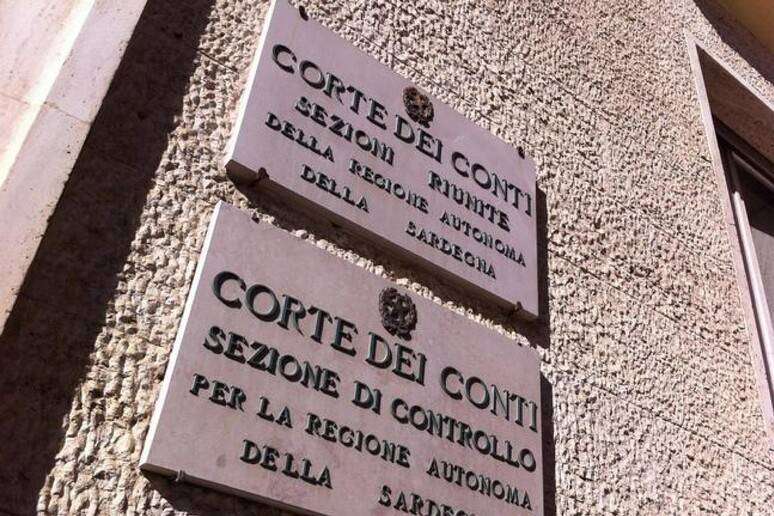 CORTE DEI CONTI
SEZIONI RIUNITE
DELLA REGIONE AUTONOMA
DELLA SARDEGNA
CORTE DEI CONTI
SEZIONE DI CONTROLLO
PER LA REGIONE AUTONOMA
DELLA SARDEGNA